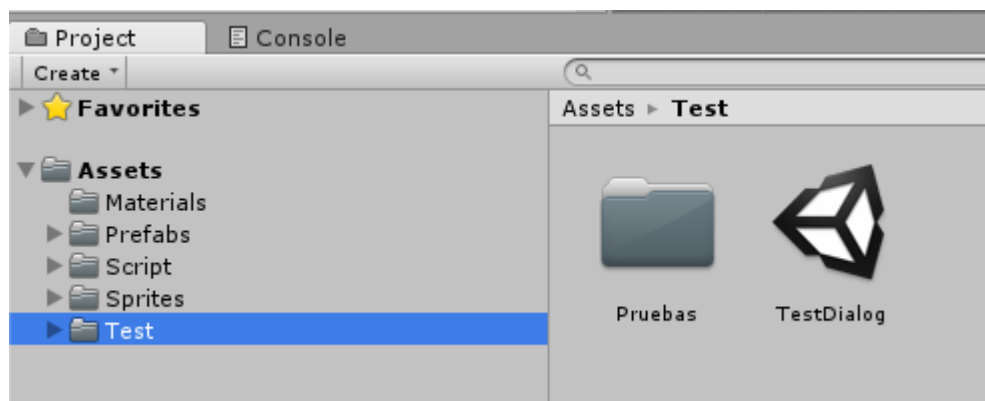 Project Console
Create
Favorites
Assets ▸ Test
Assets
Materials
Prefabs
Script
Sprites
Test
Pruebas TestDialog